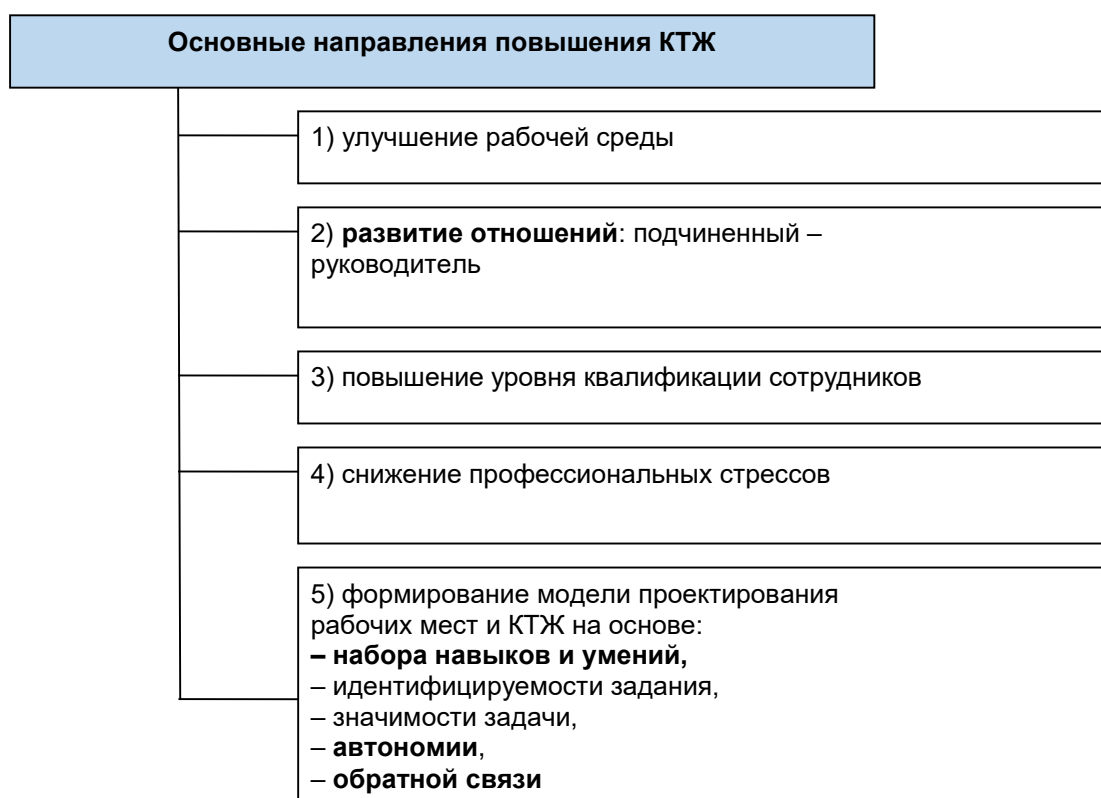 Основные направления повышения КТЖ
1) улучшение рабочей среды
2) развитие отношений: подчиненный –
руководитель
3) повышение уровня квалификации сотрудников
4) снижение профессиональных стрессов
5) формирование модели проектирования
рабочих мест и КТЖ на основе:
– набора навыков и умений,
– идентифицируемости задания,
– значимости задачи,
– автономии,
– обратной связи